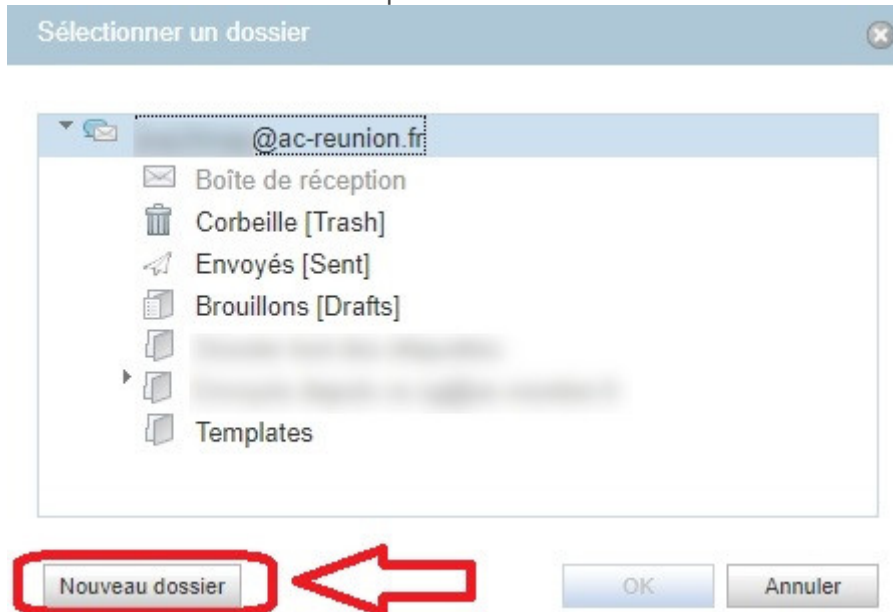 Sélectionner un dossier
@ac-reunion.fr
Boîte de réception
Corbeille [Trash]
Envoyés [Sent]
Brouillons [Drafts]
Templates
Nouveau dossier
OK
Annuler